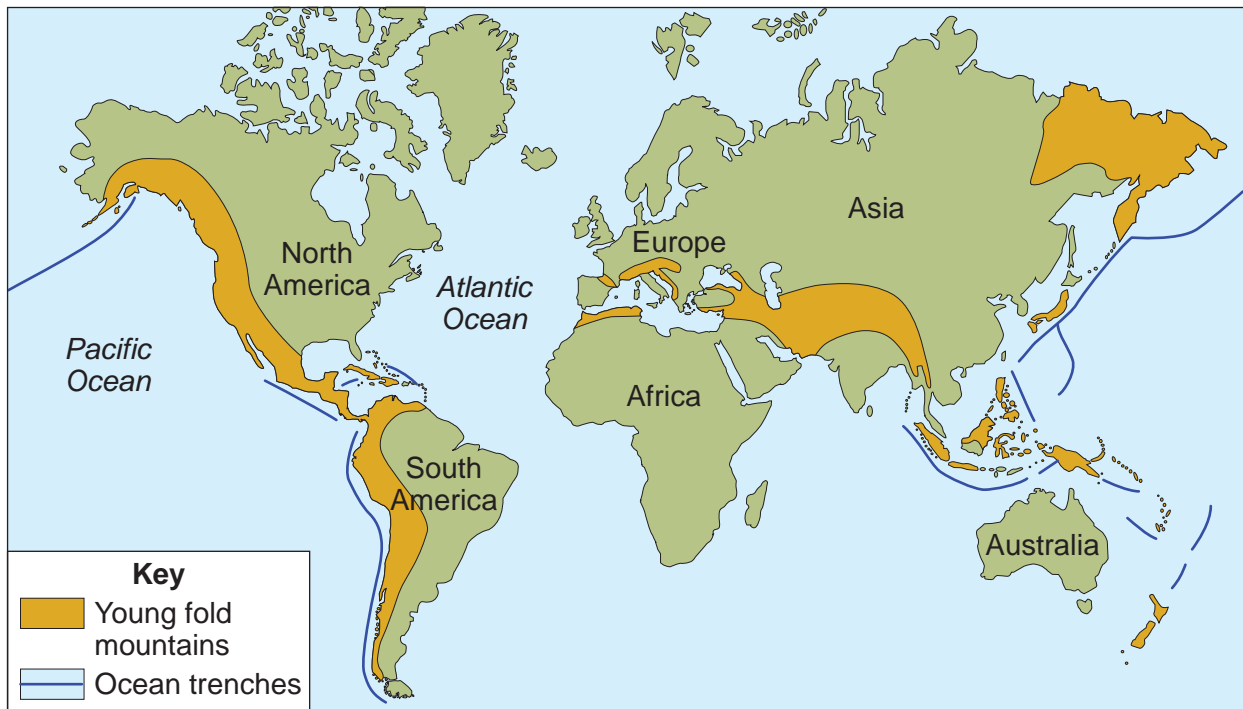 North
America
Atlantic
Ocean
Europe
Asia
Pacific
Ocean
Africa
South
America
Australia
Key
Young fold
mountains
Ocean trenches